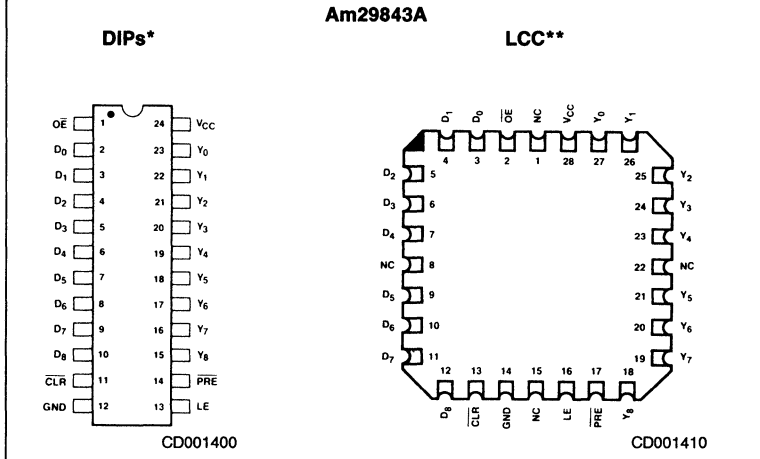 Am29843A
DIPs*
LCC**
OE 1 24 VCC
D0 2 23 Y0
D1 3 22 Y1
D2 4 21 Y2
D3 5 20 Y3
D4 6 19 Y4
D5 7 18 Y5
D6 8 17 Y6
D7 9 16 Y7
D8 10 15 Y8
CLR 11 14 PRE
GND 12 13 LE
CD001400
D1 D0 OE NC VCC Y0 Y1
4 3 2 1 28 27 26
D2 5 25 Y2
D3 6 24 Y3
D4 7 23 Y4
NC 8 22 NC
D5 9 21 Y5
D6 10 20 Y6
D7 11 19 Y7
12 13 14 15 16 17 18
D8 CLR GND NC LE PRE Y8
CD001410